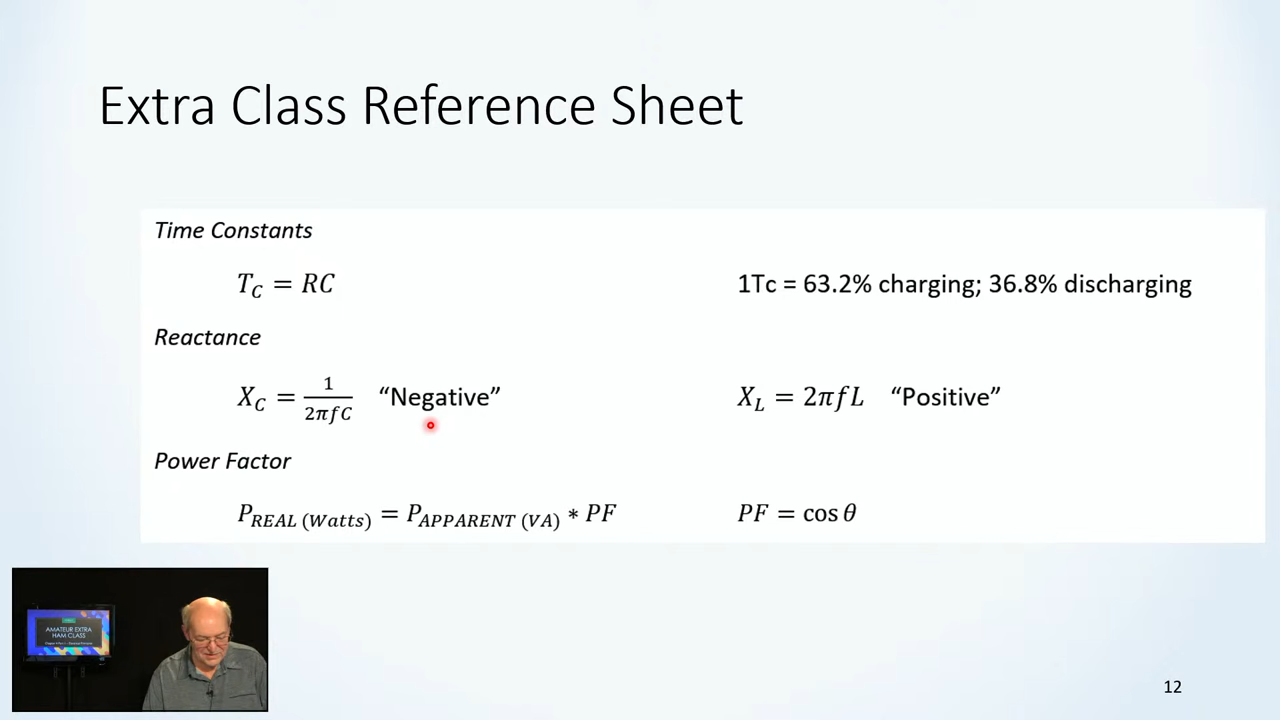 Extra Class Reference Sheet
Time Constants
T_C = RC
1Tc = 63.2% charging; 36.8% discharging
Reactance
X_C = 1/(2πfC) “Negative”
X_L = 2πfL “Positive”
Power Factor
P_REAL (Watts) = P_APPARENT (VA) ∗ PF
PF = cos θ
AMATEUR EXTRA
HAM CLASS
12